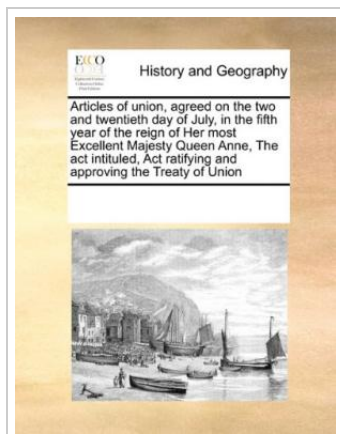 ECCO
History and Geography
Articles of union, agreed on the two
and twentieth day of July, in the fifth
year of the reign of Her most
Excellent Majesty Queen Anne, The
act intituled, Act ratifying and
approving the Treaty of Union